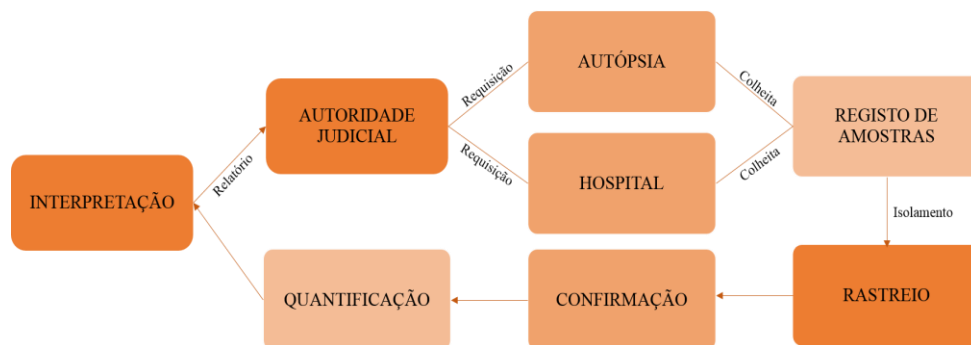 AUTÓPSIA
Requisição
Colheita
AUTORIDADE
JUDICIAL
REGISTO DE
AMOSTRAS
Relatório
Requisição
Colheita
HOSPITAL
INTERPRETAÇÃO
Isolamento
QUANTIFICAÇÃO
CONFIRMAÇÃO
RASTREIO